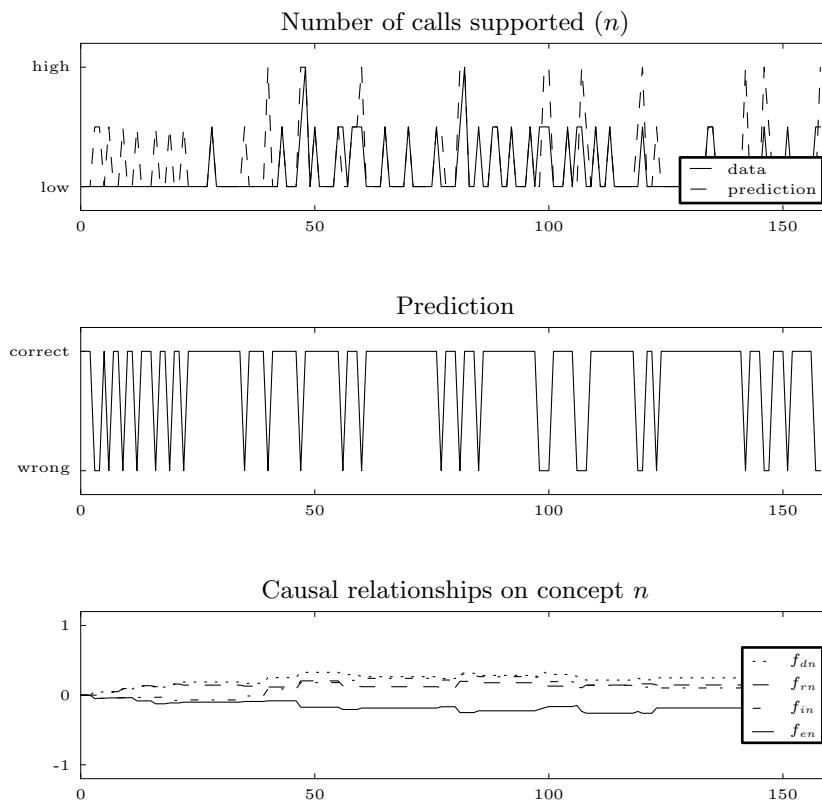 Number of calls supported (n)
high
low
data
prediction
0 50 100 150
Prediction
correct
wrong
0 50 100 150
Causal relationships on concept n
1
0
-1
f_dn
f_rn
f_in
f_en
0 50 100 150